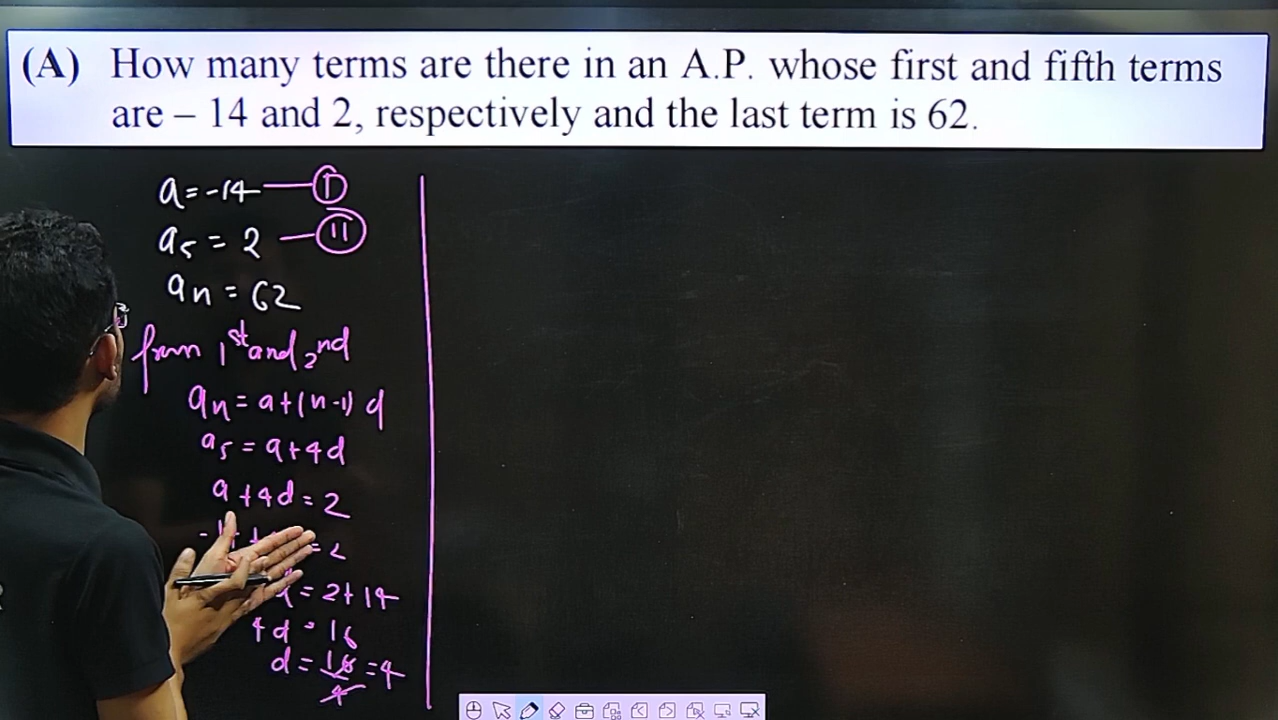 (A) How many terms are there in an A.P. whose first and fifth terms
are – 14 and 2, respectively and the last term is 62.
a = -14 — I
a5 = 2 — II
an = 62
from 1st and 2nd
an = a + (n - 1) d
a5 = a + 4d
a + 4d = 2
= 2
= 2 + 14
4d = 16
d = 16/4 = 4